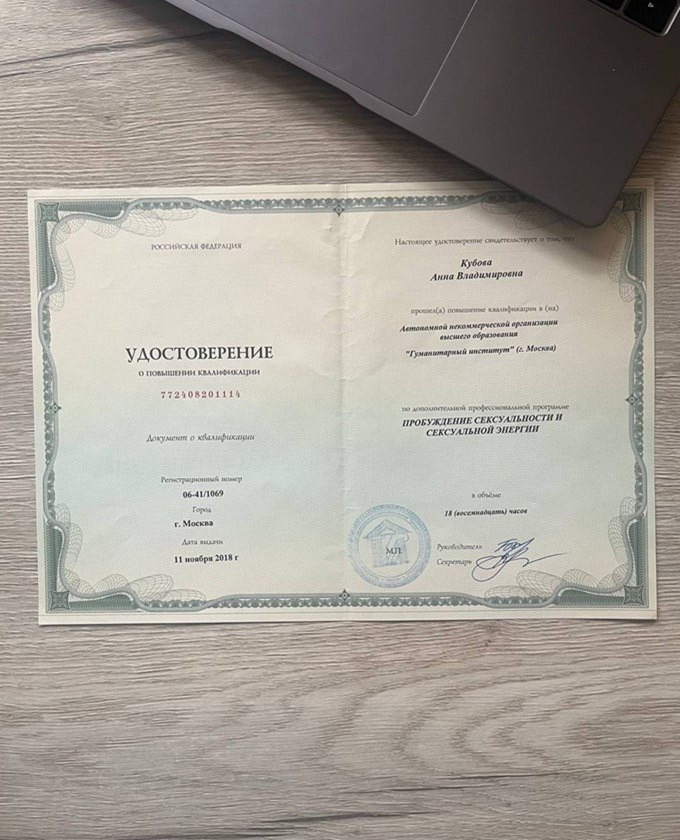 РОССИЙСКАЯ ФЕДЕРАЦИЯ
УДОСТОВЕРЕНИЕ
О ПОВЫШЕНИИ КВАЛИФИКАЦИИ
772408201114
Документ о квалификации
Регистрационный номер
06-41/1069
Город
г. Москва
Дата выдачи
11 ноября 2018 г
Настоящее удостоверение свидетельствует о том, что
Кубова
Анна Владимировна
прошел(а) повышение квалификации в (на)
Автономной некоммерческой организации
высшего образования
"Гуманитарный институт" (г. Москва)
по дополнительной профессиональной программе
ПРОБУЖДЕНИЕ СЕКСУАЛЬНОСТИ И
СЕКСУАЛЬНОЙ ЭНЕРГИИ
в объёме
18 (восемнадцать) часов
М.П.
Руководитель
Секретарь